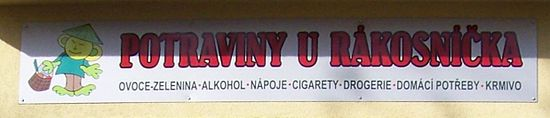 POTRAVINY U RÁKOSNÍČKA
OVOCE-ZELENINA•ALKOHOL•NÁPOJE•CIGARETY•DROGERIE•DOMÁCÍ POTŘEBY•KRMIVO